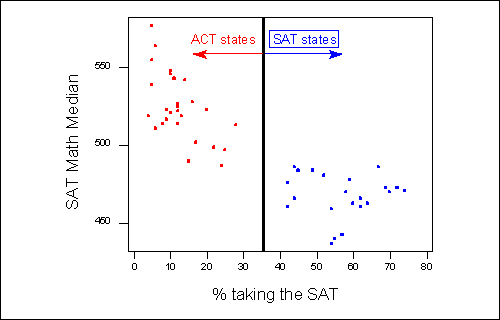 ACT states SAT states
550
500
450
SAT Math Median
0 10 20 30 40 50 60 70 80
% taking the SAT